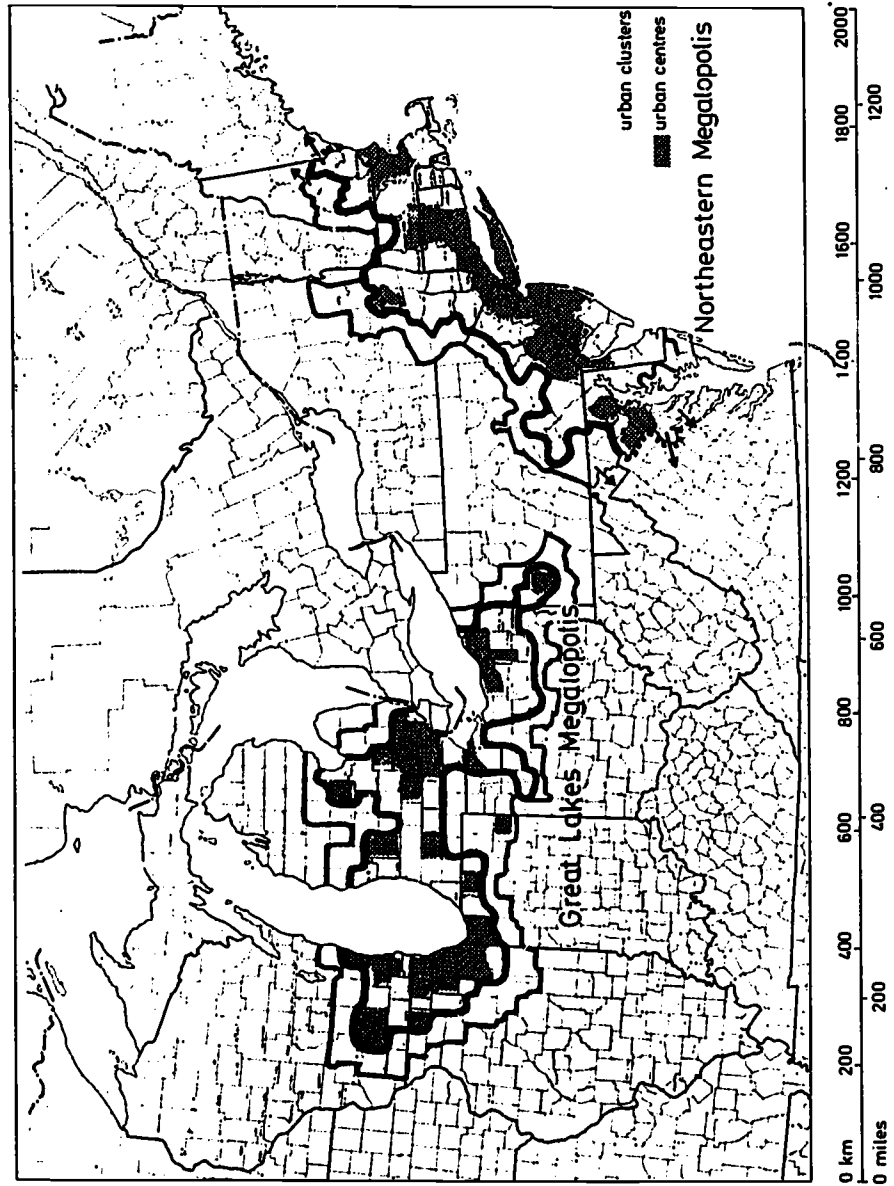 urban clusters
urban centres
Northeastern Megalopolis
Great Lakes Megalopolis
0 km 200 400 600 800 1000 1200 1400 1600 1800 2000
0 miles 200 400 600 800 1000 1200